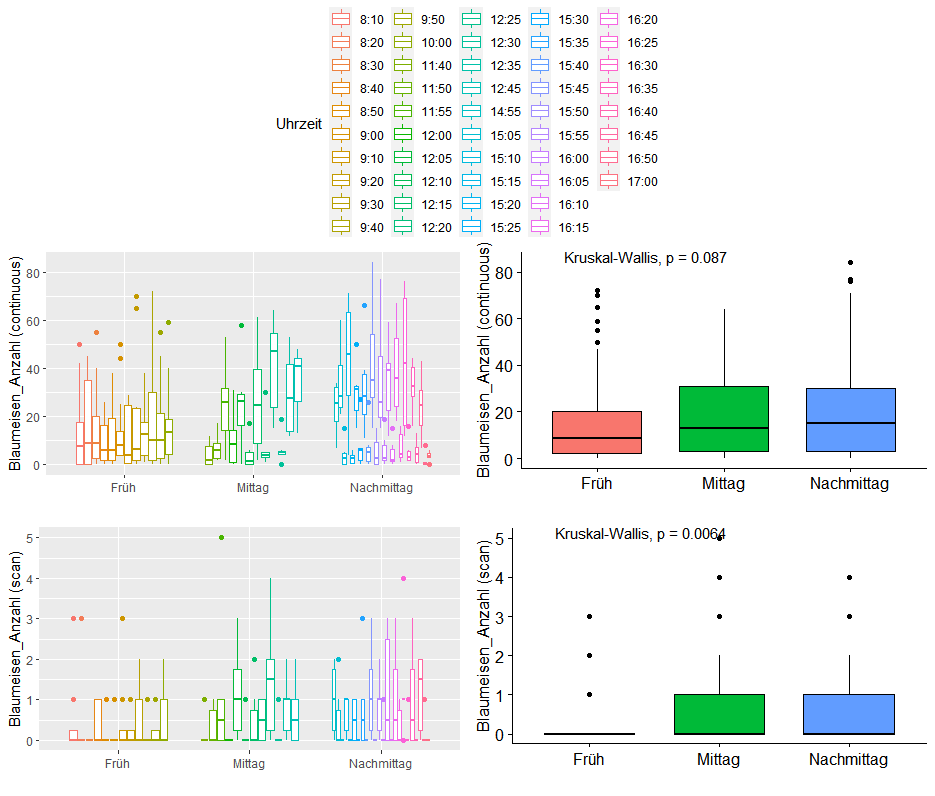 8:10 9:50 12:25 15:30 16:20
8:20 10:00 12:30 15:35 16:25
8:30 11:40 12:35 15:40 16:30
8:40 11:50 12:45 15:45 16:35
8:50 11:55 14:55 15:50 16:40
Uhrzeit
9:00 12:00 15:05 15:55 16:45
9:10 12:05 15:10 16:00 16:50
9:20 12:10 15:15 16:05 17:00
9:30 12:15 15:20 16:10
9:40 12:20 15:25 16:15
Blaumeisen_Anzahl (continuous)
80
60
40
20
0
Früh Mittag Nachmittag
Blaumeisen_Anzahl (continuous)
Kruskal-Wallis, p = 0.087
80
60
40
20
0
Früh Mittag Nachmittag
Blaumeisen_Anzahl (scan)
5
4
3
2
1
0
Früh Mittag Nachmittag
Blaumeisen_Anzahl (scan)
Kruskal-Wallis, p = 0.0064
5
4
3
2
1
0
Früh Mittag Nachmittag